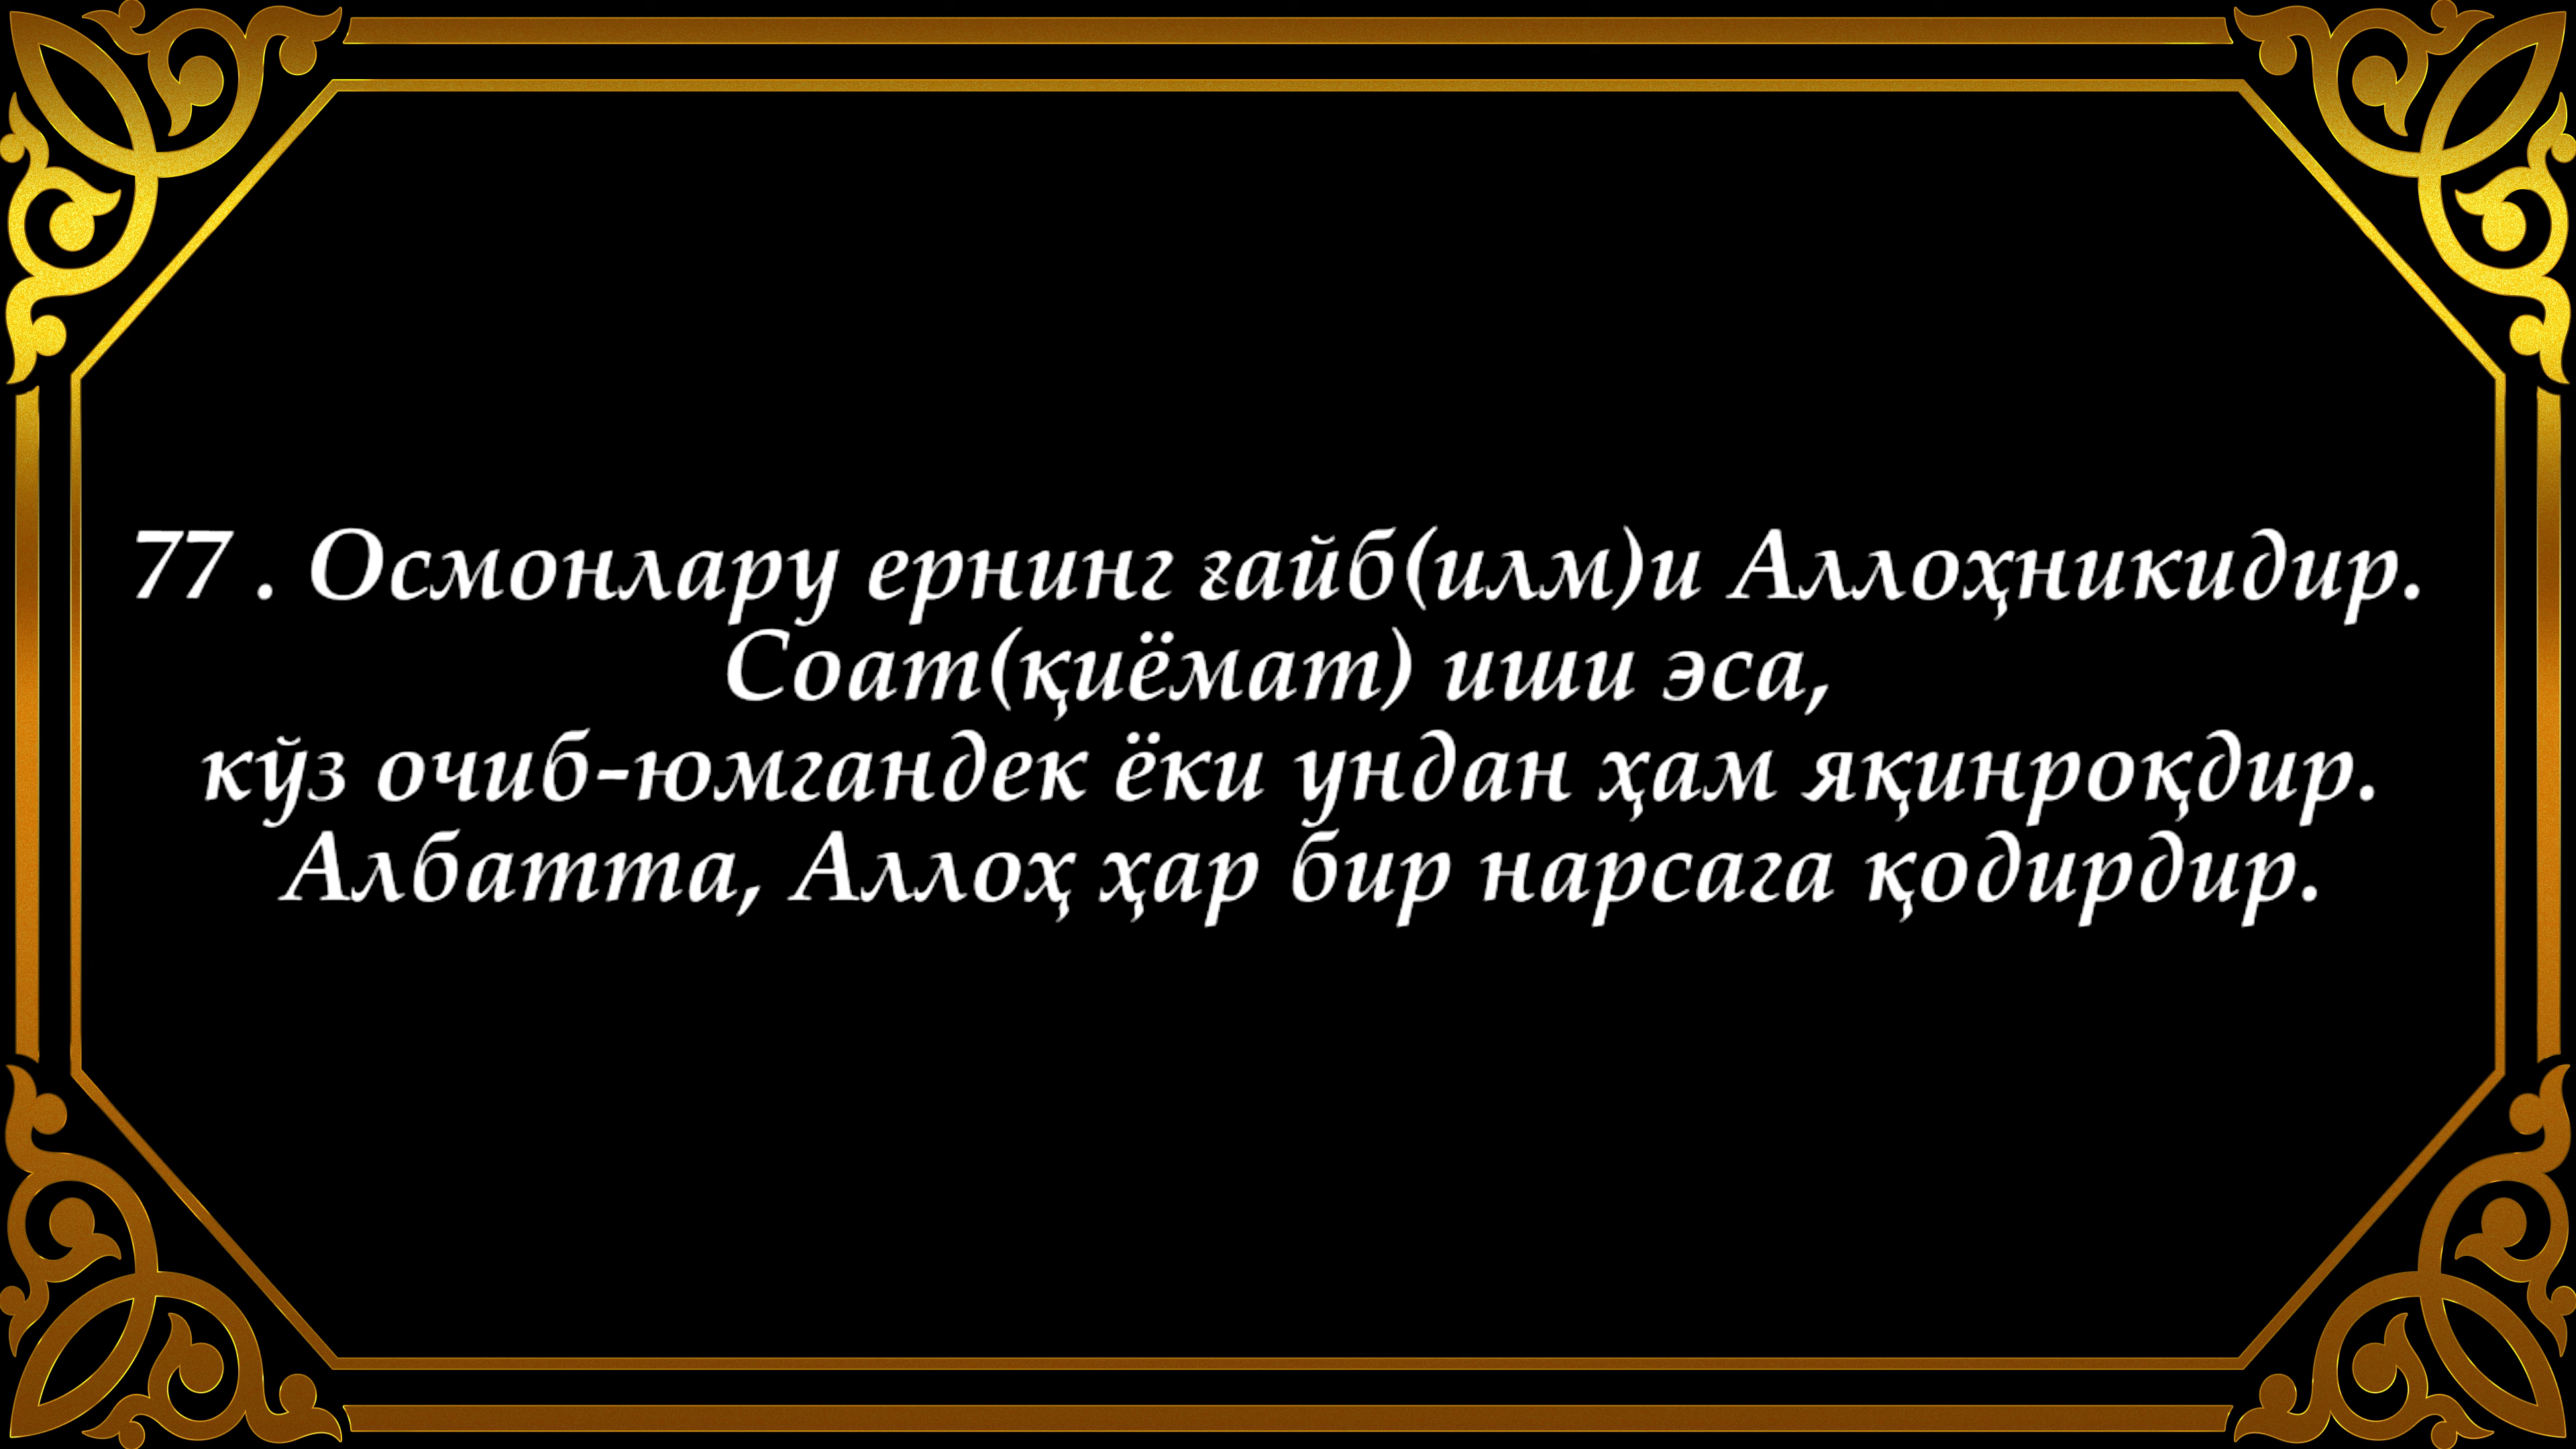 77 . Осмонлару ернинг ғайб(илм)и Аллоҳникидир.
Соат(қиёмат) иши эса,
кўз очиб-юмгандек ёки ундан ҳам яқинроқдир.
Албатта, Аллоҳ ҳар бир нарсага қодирдир.